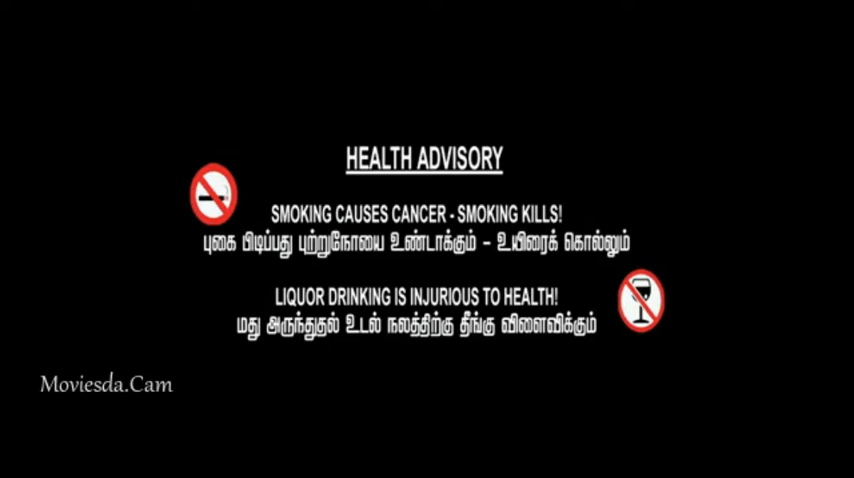 HEALTH ADVISORY
SMOKING CAUSES CANCER - SMOKING KILLS!
புகை பிடிப்பது புற்றுநோயை உண்டாக்கும் - உயிரைக் கொல்லும்
LIQUOR DRINKING IS INJURIOUS TO HEALTH!
மது அருந்துதல் உடல் நலத்திற்கு தீங்கு விளைவிக்கும்
Moviesda.Cam